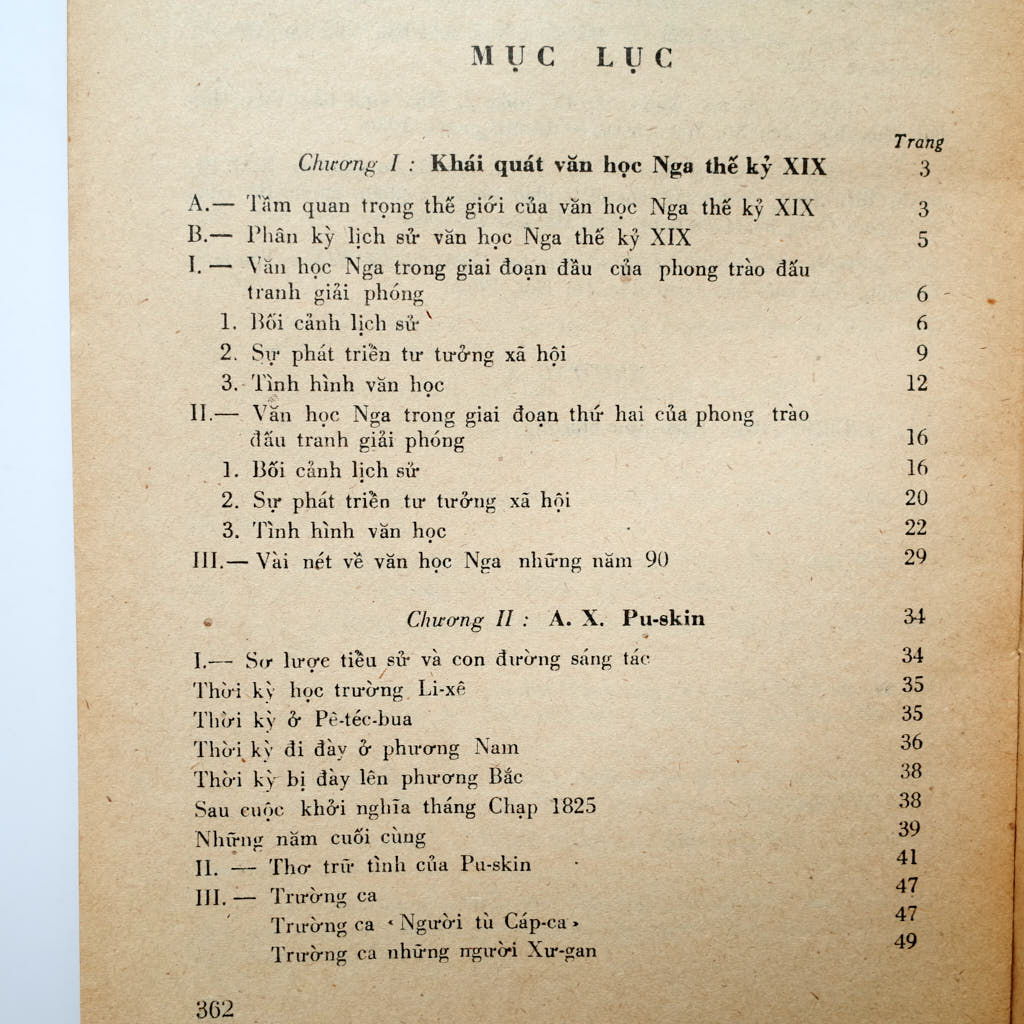 MỤC LỤC
Trang
Chương I : Khái quát văn học Nga thế kỷ XIX 3
A.— Tầm quan trọng thế giới của văn học Nga thế kỷ XIX 3
B.— Phân kỳ lịch sử văn học Nga thế kỷ XIX 5
I. — Văn học Nga trong giai đoạn đầu của phong trào đấu
tranh giải phóng 6
1. Bối cảnh lịch sử 6
2. Sự phát triển tư tưởng xã hội 9
3. Tình hình văn học 12
II.— Văn học Nga trong giai đoạn thứ hai của phong trào
đấu tranh giải phóng 16
1. Bối cảnh lịch sử 16
2. Sự phát triển tư tưởng xã hội 20
3. Tình hình văn học 22
III.— Vài nét về văn học Nga những năm 90 29
Chương II : A. X. Pu-skin 34
I.— Sơ lược tiểu sử và con đường sáng tác 34
Thời kỳ học trường Li-xê 35
Thời kỳ ở Pê-téc-bua 35
Thời kỳ đi đày ở phương Nam 36
Thời kỳ bị đày lên phương Bắc 38
Sau cuộc khởi nghĩa tháng Chạp 1825 38
Những năm cuối cùng 39
II. — Thơ trữ tình của Pu-skin 41
III. — Trường ca 47
Trường ca «Người tù Cáp-ca» 47
Trường ca những người Xư-gan 49
362